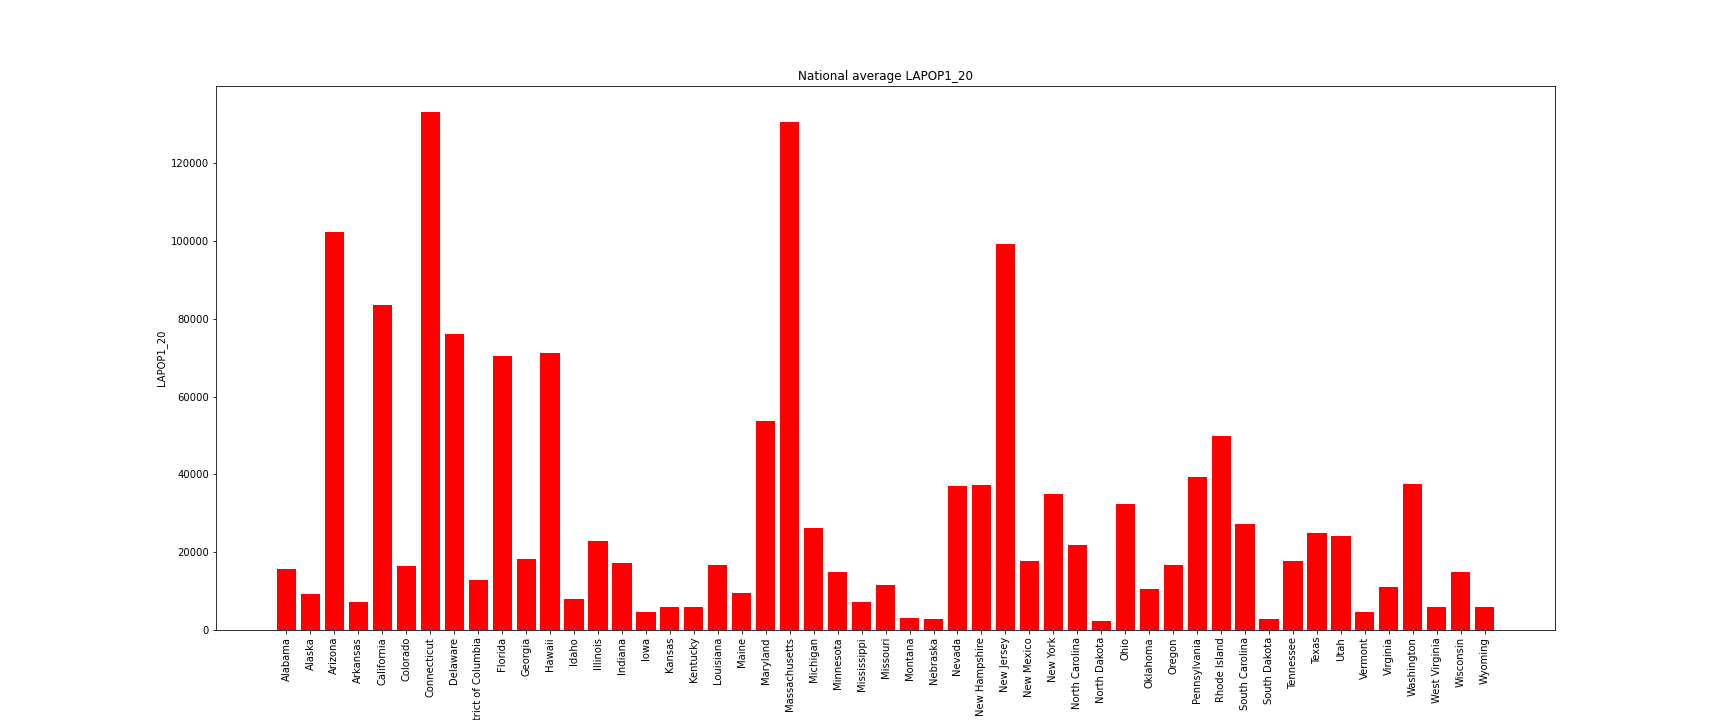 National average LAPOP1_20
LAPOP1_20
120000
100000
80000
60000
40000
20000
0
Alabama
Alaska
Arizona
Arkansas
California
Colorado
Connecticut
Delaware
trict of Columbia
Florida
Georgia
Hawaii
Idaho
Illinois
Indiana
Iowa
Kansas
Kentucky
Louisiana
Maine
Maryland
Massachusetts
Michigan
Minnesota
Mississippi
Missouri
Montana
Nebraska
Nevada
New Hampshire
New Jersey
New Mexico
New York
North Carolina
North Dakota
Ohio
Oklahoma
Oregon
Pennsylvania
Rhode Island
South Carolina
South Dakota
Tennessee
Texas
Utah
Vermont
Virginia
Washington
West Virginia
Wisconsin
Wyoming